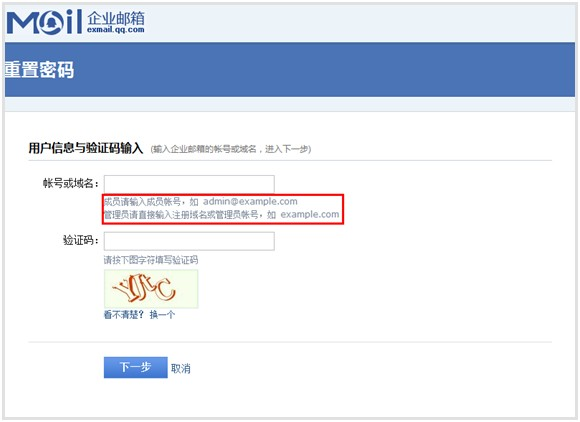 Mail 企业邮箱
exmail.qq.com
重置密码
用户信息与验证码输入 (输入企业邮箱的帐号或域名，进入下一步)
帐号或域名：
成员请输入成员帐号，如 admin@example.com
管理员请直接输入注册域名或管理员帐号，如 example.com
验证码：
请按下图字符填写验证码
看不清楚？ 换一个
下一步 取消